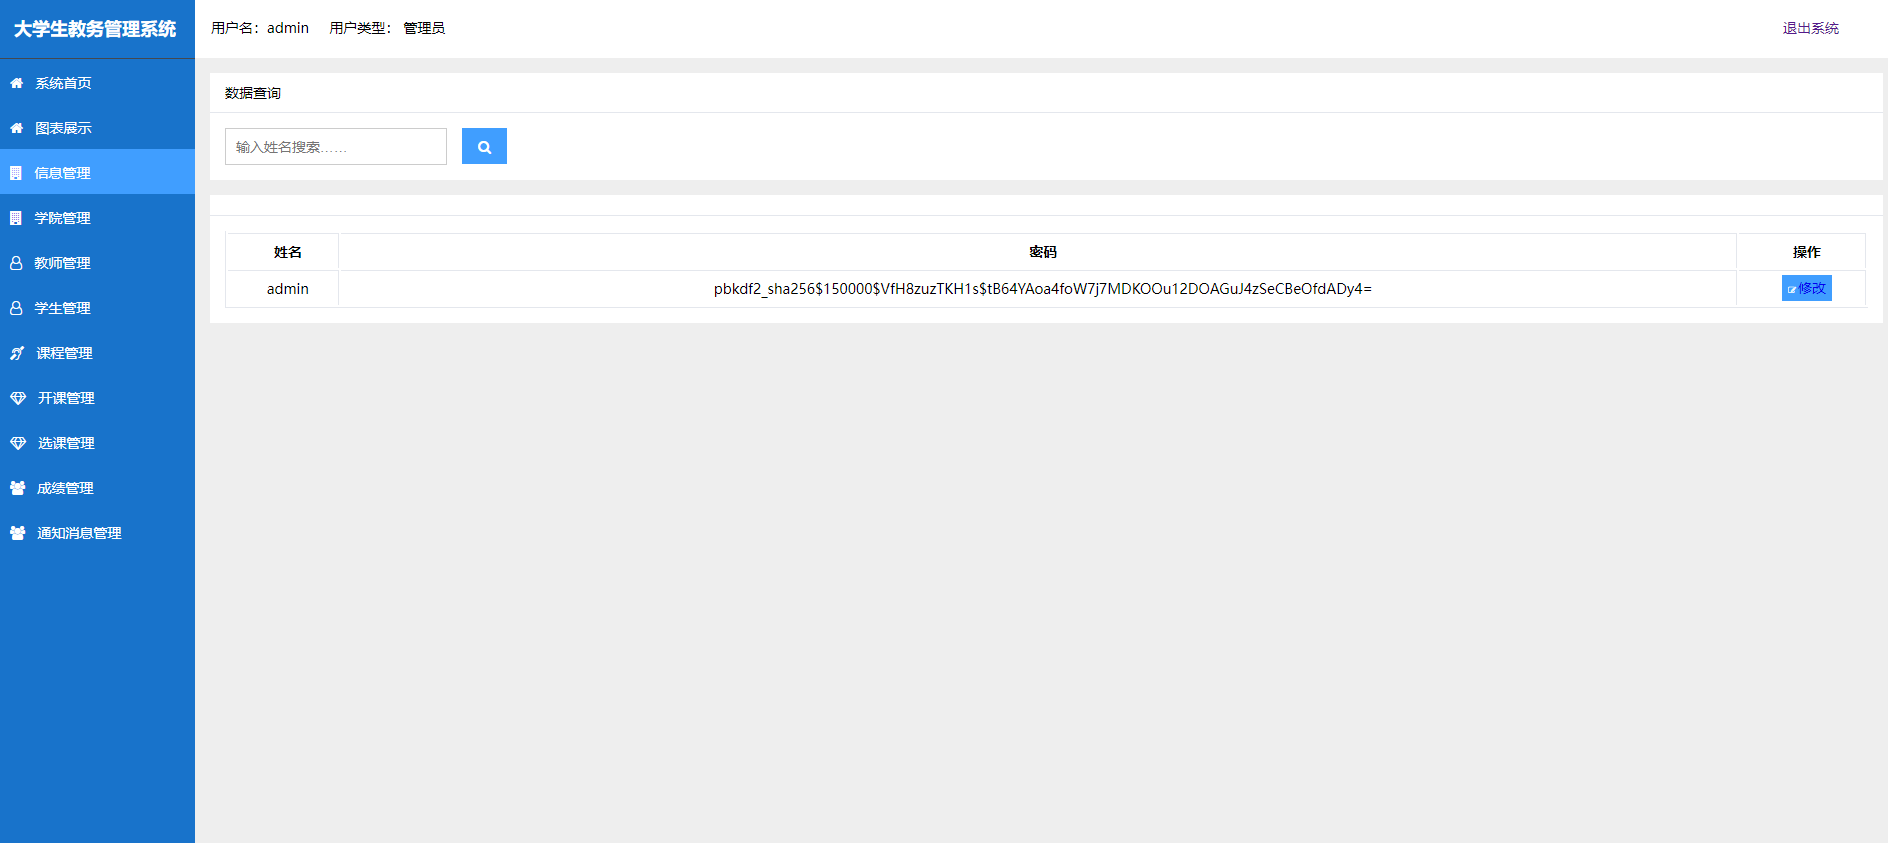 大学生教务管理系统
用户名：admin 用户类型： 管理员
退出系统
系统首页
图表展示
信息管理
学院管理
教师管理
学生管理
课程管理
开课管理
选课管理
成绩管理
通知消息管理
数据查询
输入姓名搜索……
姓名 密码 操作
admin pbkdf2_sha256$150000$VfH8zuzTKH1s$tB64YAoa4foW7j7MDKOOu12DOAGuJ4zSeCBeOfdADy4= 修改